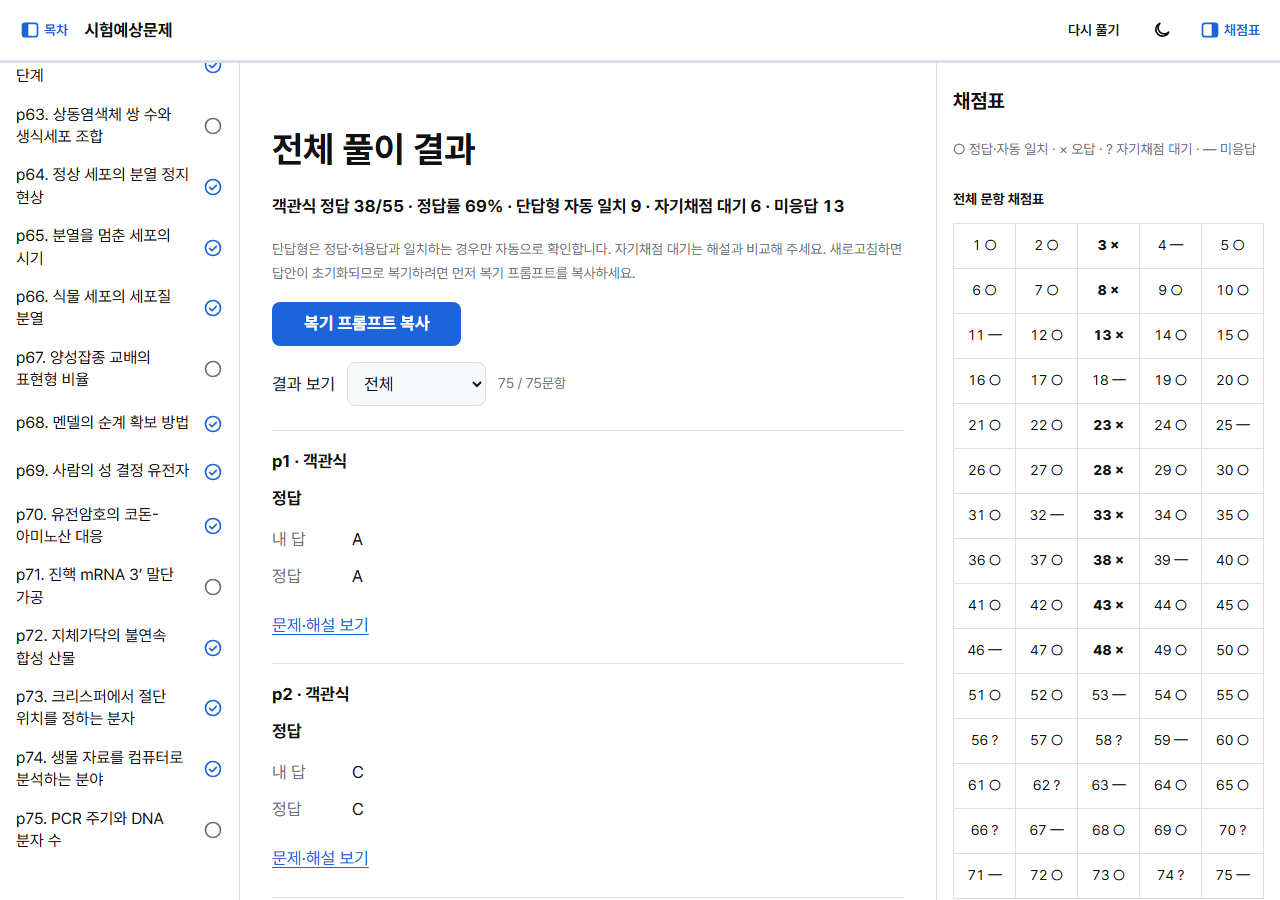 목차
시험예상문제
다시 풀기
채점표
단계
p63. 상동염색체 쌍 수와
생식세포 조합
p64. 정상 세포의 분열 정지
현상
p65. 분열을 멈춘 세포의
시기
p66. 식물 세포의 세포질
분열
p67. 양성잡종 교배의
표현형 비율
p68. 멘델의 순계 확보 방법
p69. 사람의 성 결정 유전자
p70. 유전암호의 코돈-
아미노산 대응
p71. 진핵 mRNA 3′ 말단
가공
p72. 지체가닥의 불연속
합성 산물
p73. 크리스퍼에서 절단
위치를 정하는 분자
p74. 생물 자료를 컴퓨터로
분석하는 분야
p75. PCR 주기와 DNA
분자 수
전체 풀이 결과
객관식 정답 38/55 · 정답률 69% · 단답형 자동 일치 9 · 자기채점 대기 6 · 미응답 13
단답형은 정답·허용답과 일치하는 경우만 자동으로 확인합니다. 자기채점 대기는 해설과 비교해 주세요. 새로고침하면
답안이 초기화되므로 복기하려면 먼저 복기 프롬프트를 복사하세요.
복기 프롬프트 복사
결과 보기 전체 75 / 75문항
p1 · 객관식
정답
내 답 A
정답 A
문제·해설 보기
p2 · 객관식
정답
내 답 C
정답 C
문제·해설 보기
채점표
○ 정답·자동 일치 · × 오답 · ? 자기채점 대기 · — 미응답
전체 문항 채점표
1 ○ 2 ○ 3 × 4 — 5 ○
6 ○ 7 ○ 8 × 9 ○ 10 ○
11 — 12 ○ 13 × 14 ○ 15 ○
16 ○ 17 ○ 18 — 19 ○ 20 ○
21 ○ 22 ○ 23 × 24 ○ 25 —
26 ○ 27 ○ 28 × 29 ○ 30 ○
31 ○ 32 — 33 × 34 ○ 35 ○
36 ○ 37 ○ 38 × 39 — 40 ○
41 ○ 42 ○ 43 × 44 ○ 45 ○
46 — 47 ○ 48 × 49 ○ 50 ○
51 ○ 52 ○ 53 — 54 ○ 55 ○
56 ? 57 ○ 58 ? 59 — 60 ○
61 ○ 62 ? 63 — 64 ○ 65 ○
66 ? 67 — 68 ○ 69 ○ 70 ?
71 — 72 ○ 73 ○ 74 ? 75 —